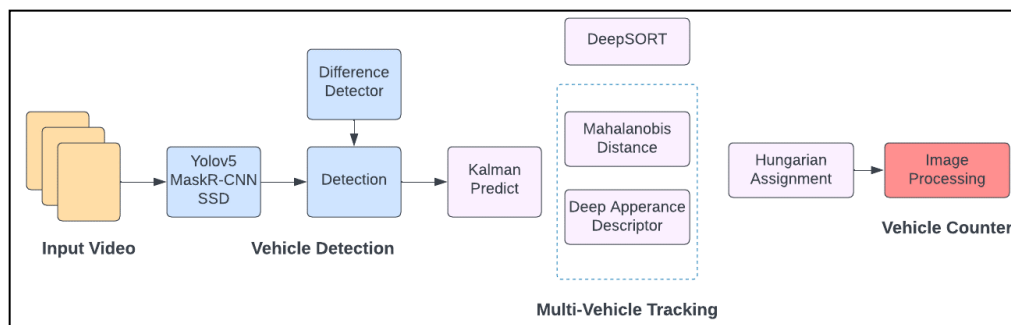 DeepSORT
Difference
Detector
Mahalanobis
Distance
Yolov5
MaskR-CNN
SSD
Detection
Kalman
Predict
Hungarian
Assignment
Image
Processing
Deep Apperance
Descriptor
Input Video
Vehicle Detection
Vehicle Counter
Multi-Vehicle Tracking